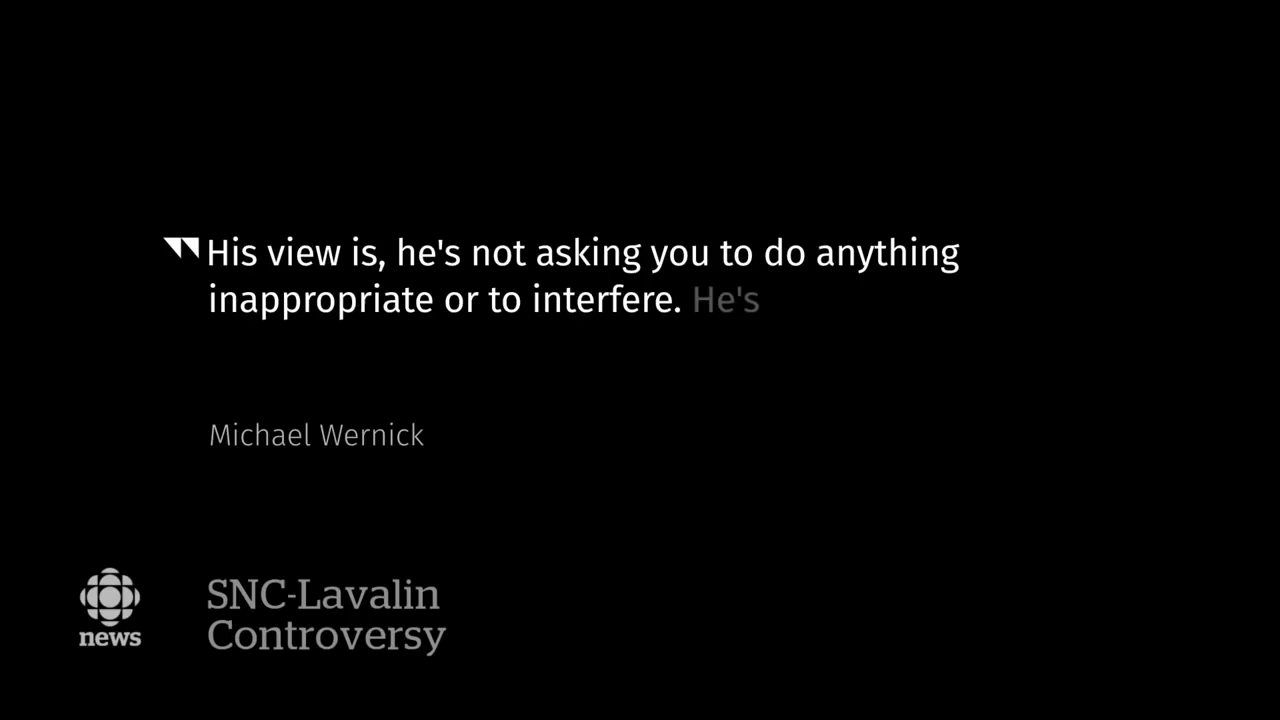 His view is, he's not asking you to do anything
inappropriate or to interfere. He's
Michael Wernick
news
SNC-Lavalin
Controversy